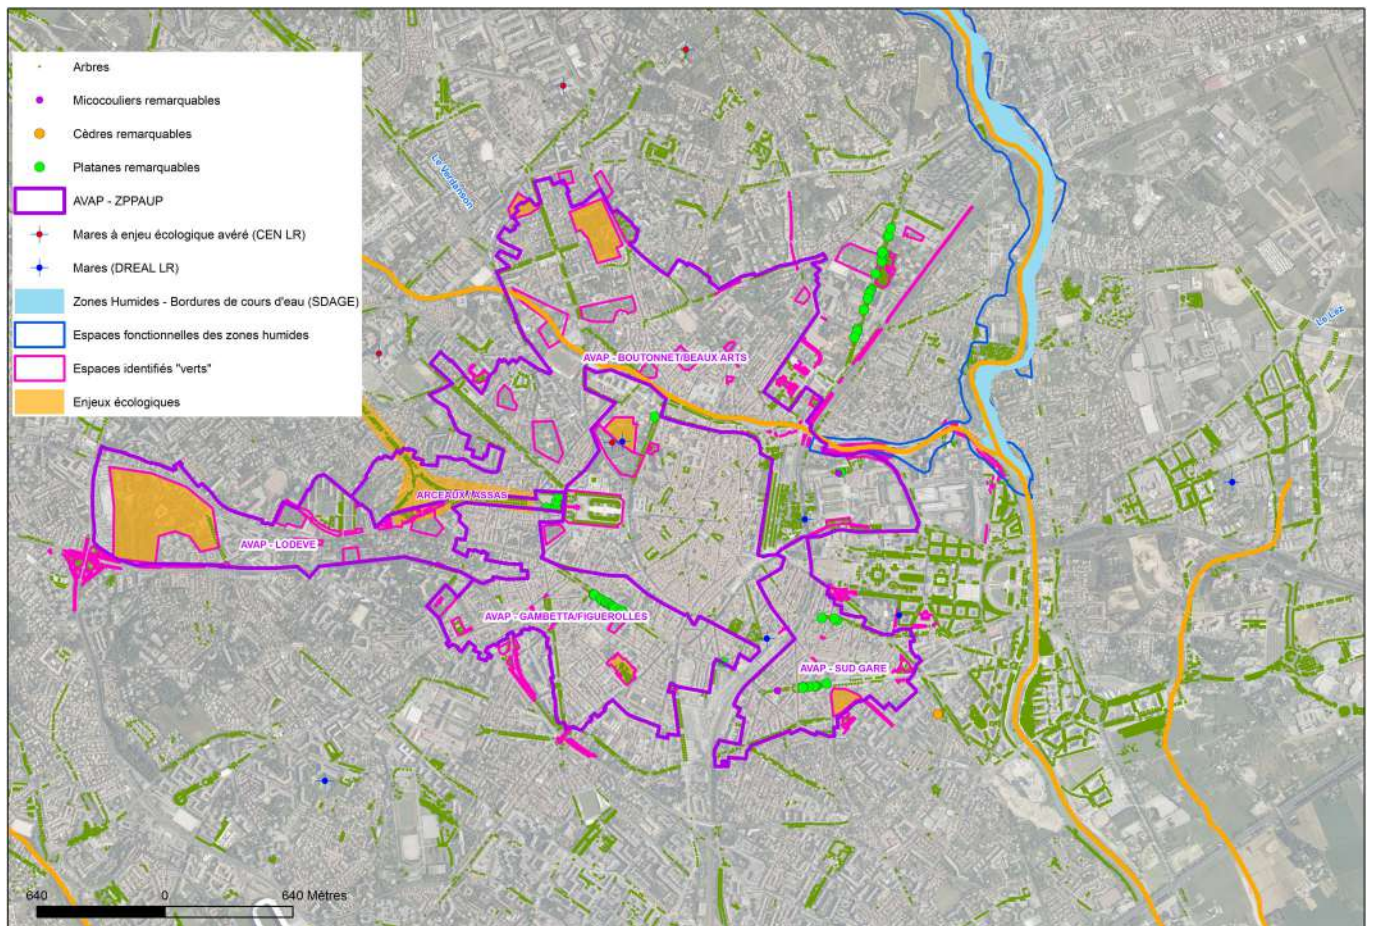 Arbres
Micocouliers remarquables
Cèdres remarquables
Platanes remarquables
AVAP - ZPPAUP
Mares à enjeu écologique avéré (CEN LR)
Mares (DREAL LR)
Zones Humides - Bordures de cours d'eau (SDAGE)
Espaces fonctionnelles des zones humides
Espaces identifiés "verts"
Enjeux écologiques
Le Verdanson
Le Lez
AVAP - BOUTONNET/BEAUX ARTS
ARCEAUX / ASSAS
AVAP - LODEVE
AVAP - GAMBETTA/FIGUEROLLES
AVAP - SUD GARE
640 0 640 Mètres